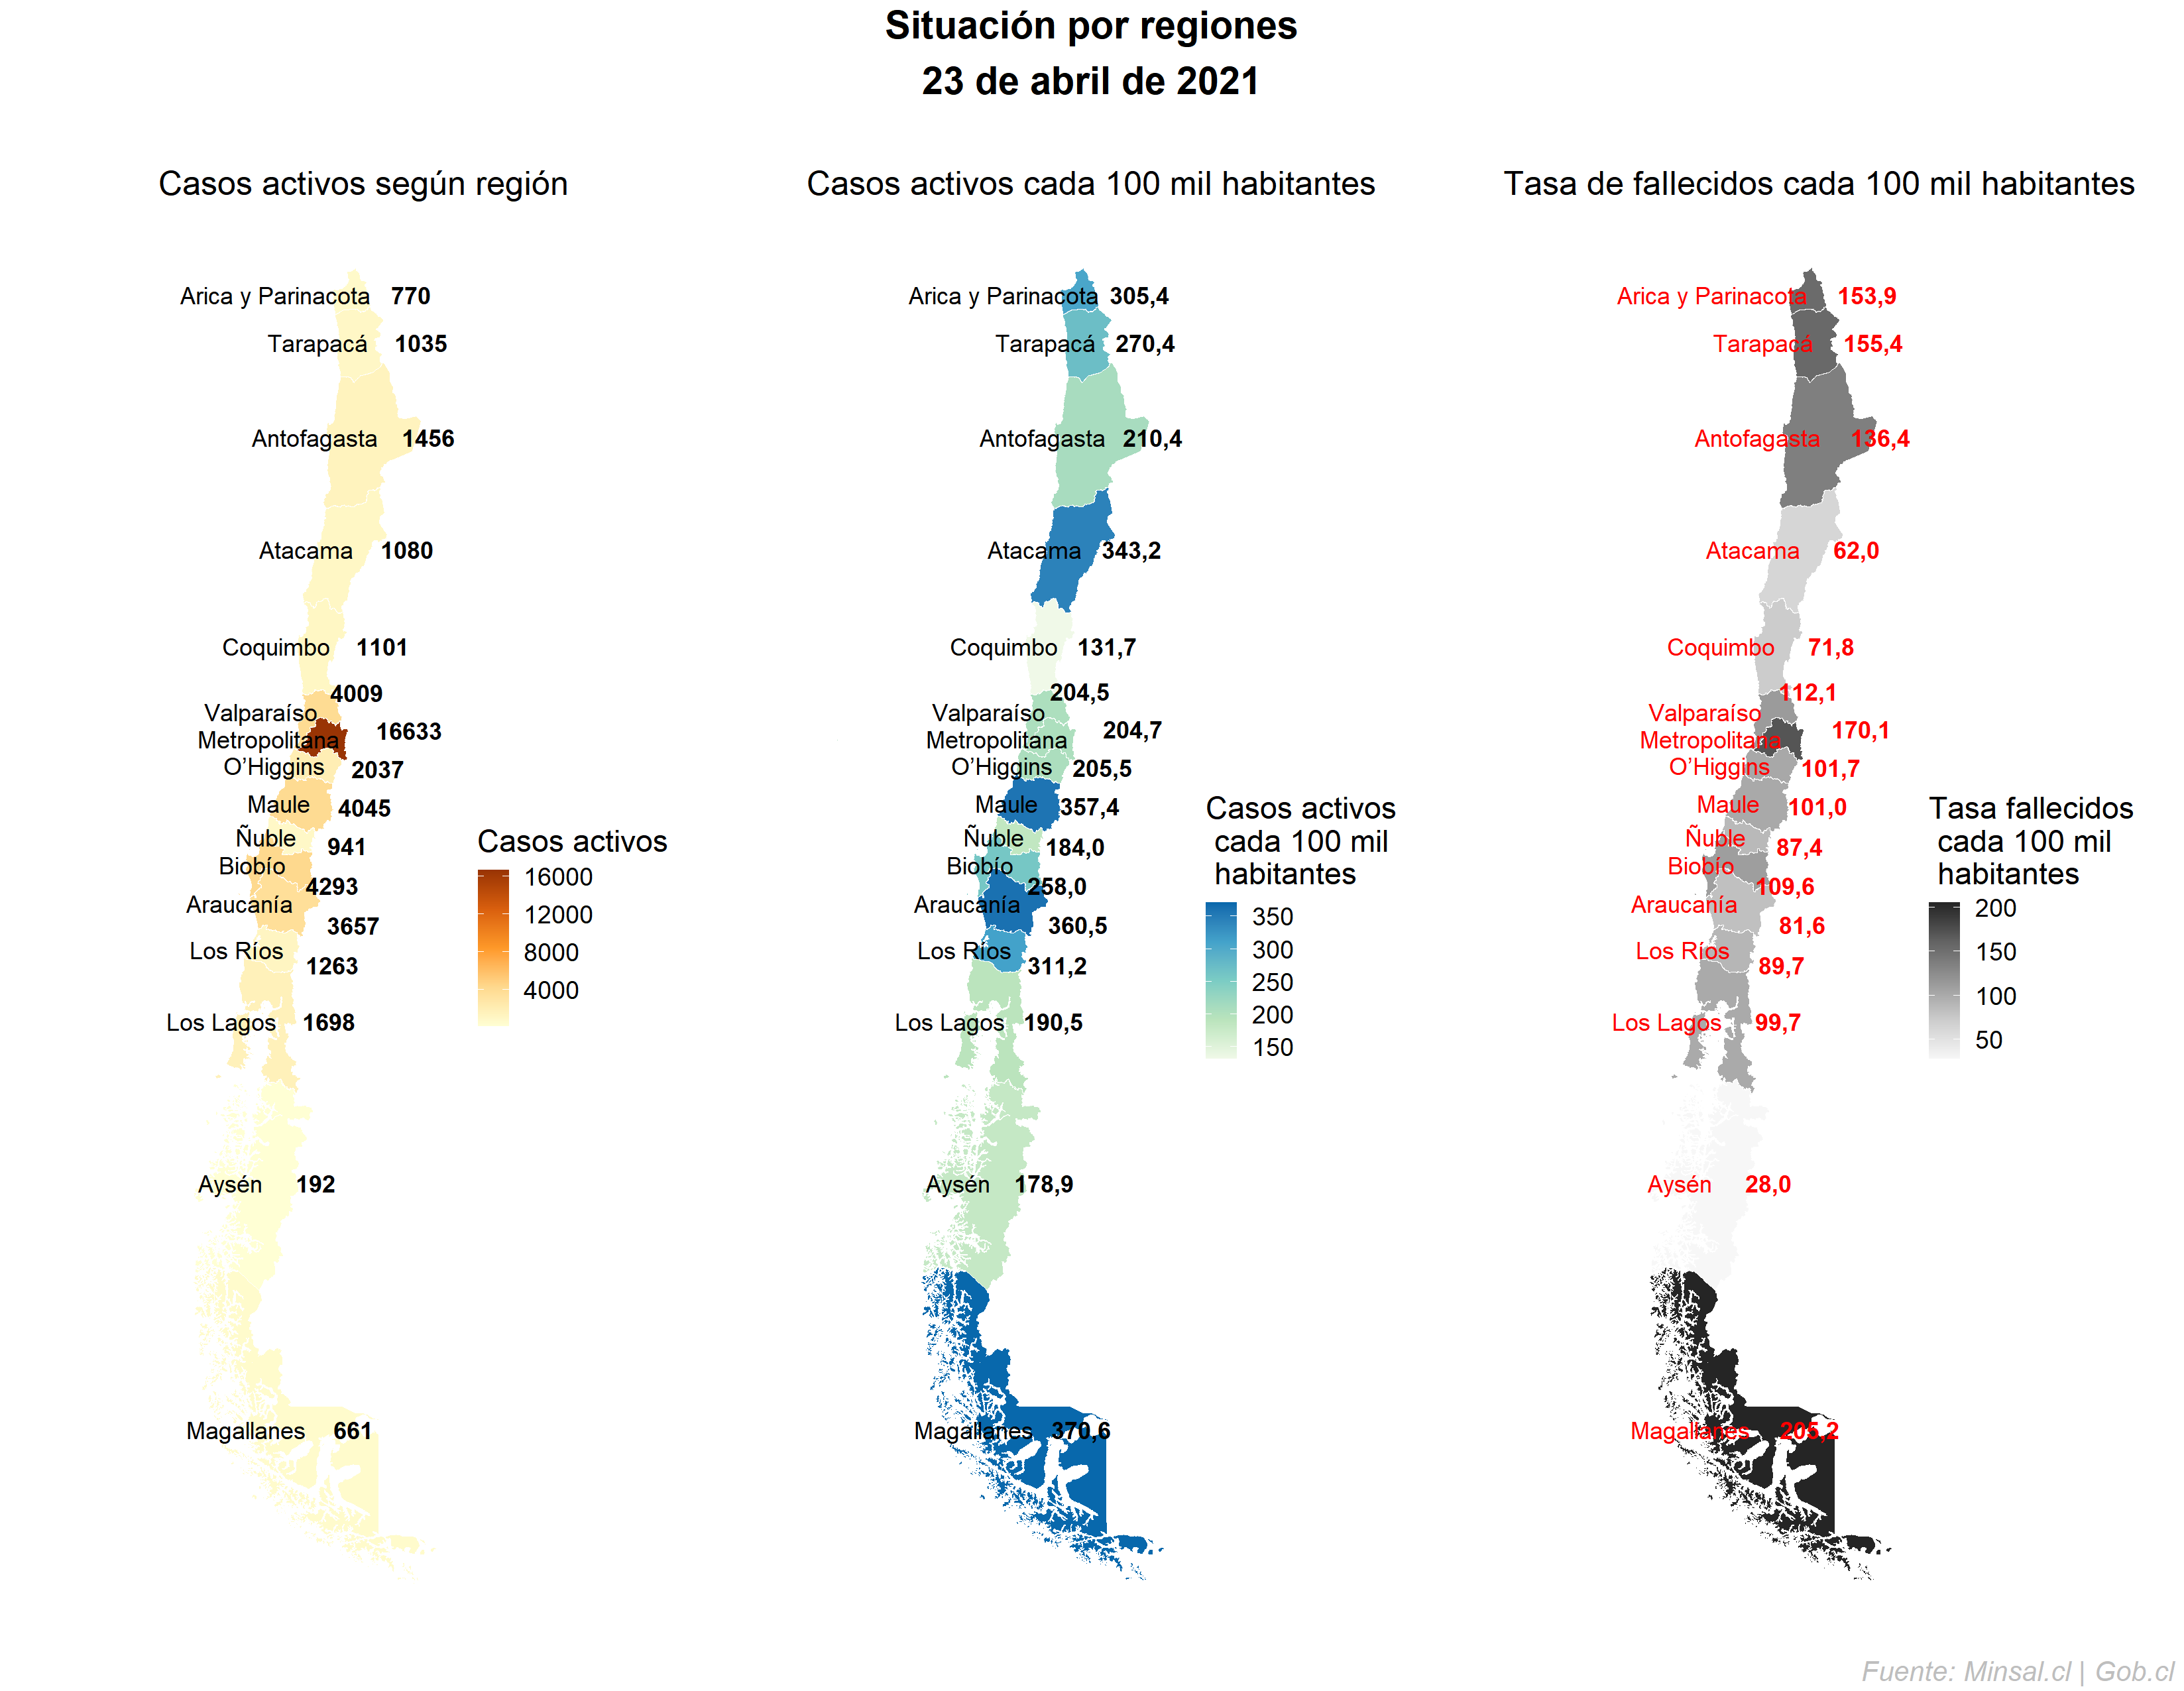 Situación por regiones
23 de abril de 2021
Casos activos según región
Arica y Parinacota 770
Tarapacá 1035
Antofagasta 1456
Atacama 1080
Coquimbo 1101
4009
Valparaíso
16633
Metropolitana
O’Higgins 2037
Maule 4045
Ñuble 941
Biobío
4293
Araucanía
3657
Los Ríos
1263
Los Lagos 1698
Aysén 192
Magallanes 661
Casos activos
16000
12000
8000
4000
Casos activos cada 100 mil habitantes
Arica y Parinacota 305,4
Tarapacá 270,4
Antofagasta 210,4
Atacama 343,2
Coquimbo 131,7
204,5
Valparaíso
204,7
Metropolitana
O’Higgins 205,5
Maule 357,4
Ñuble 184,0
Biobío
258,0
Araucanía
360,5
Los Ríos
311,2
Los Lagos 190,5
Aysén 178,9
Magallanes 370,6
Casos activos
cada 100 mil
habitantes
350
300
250
200
150
Tasa de fallecidos cada 100 mil habitantes
Arica y Parinacota 153,9
Tarapacá 155,4
Antofagasta 136,4
Atacama 62,0
Coquimbo 71,8
112,1
Valparaíso
170,1
Metropolitana
O’Higgins 101,7
Maule 101,0
Ñuble 87,4
Biobío
109,6
Araucanía
81,6
Los Ríos
89,7
Los Lagos 99,7
Aysén 28,0
Magallanes 205,2
Tasa fallecidos
cada 100 mil
habitantes
200
150
100
50
Fuente: Minsal.cl | Gob.cl